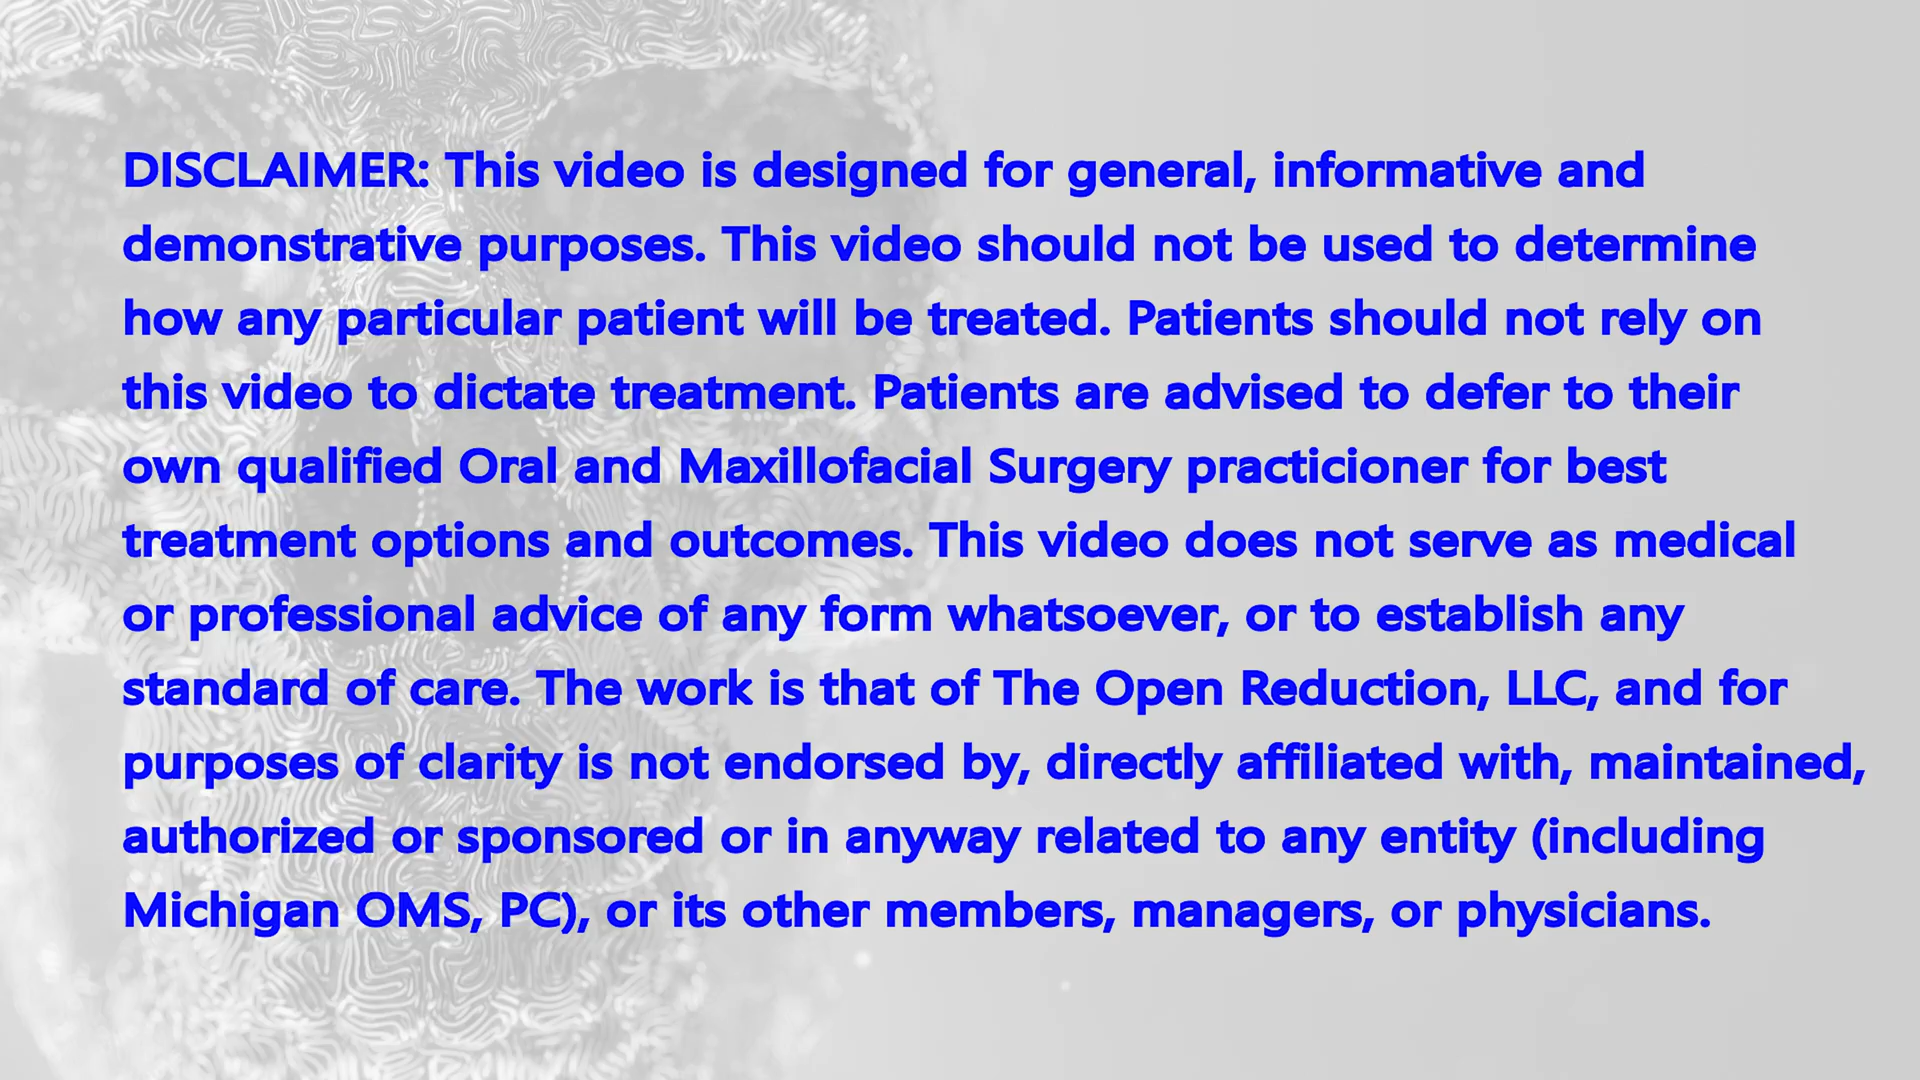 DISCLAIMER: This video is designed for general, informative and
demonstrative purposes. This video should not be used to determine
how any particular patient will be treated. Patients should not rely on
this video to dictate treatment. Patients are advised to defer to their
own qualified Oral and Maxillofacial Surgery practicioner for best
treatment options and outcomes. This video does not serve as medical
or professional advice of any form whatsoever, or to establish any
standard of care. The work is that of The Open Reduction, LLC, and for
purposes of clarity is not endorsed by, directly affiliated with, maintained,
authorized or sponsored or in anyway related to any entity (including
Michigan OMS, PC), or its other members, managers, or physicians.